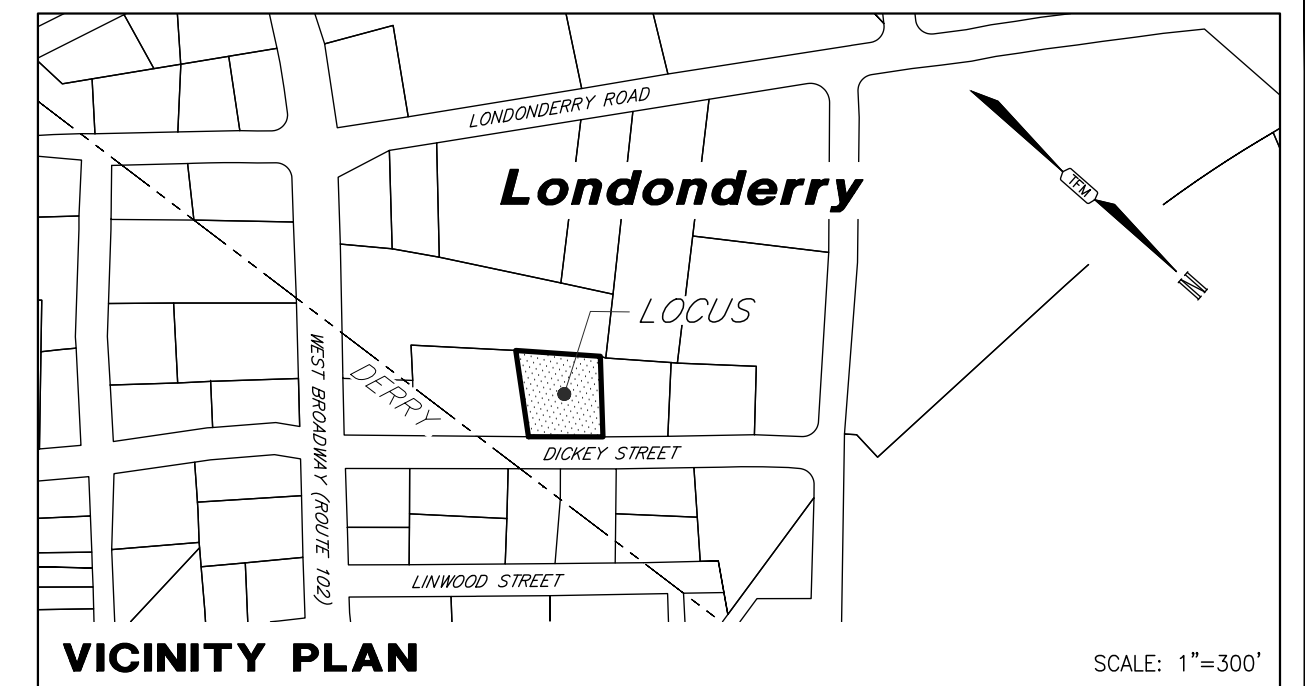 LONDONDERRY ROAD
Londonderry
TFM
N
LOCUS
WEST BROADWAY (ROUTE 102)
DERRY
DICKEY STREET
LINWOOD STREET
VICINITY PLAN
SCALE: 1"=300'